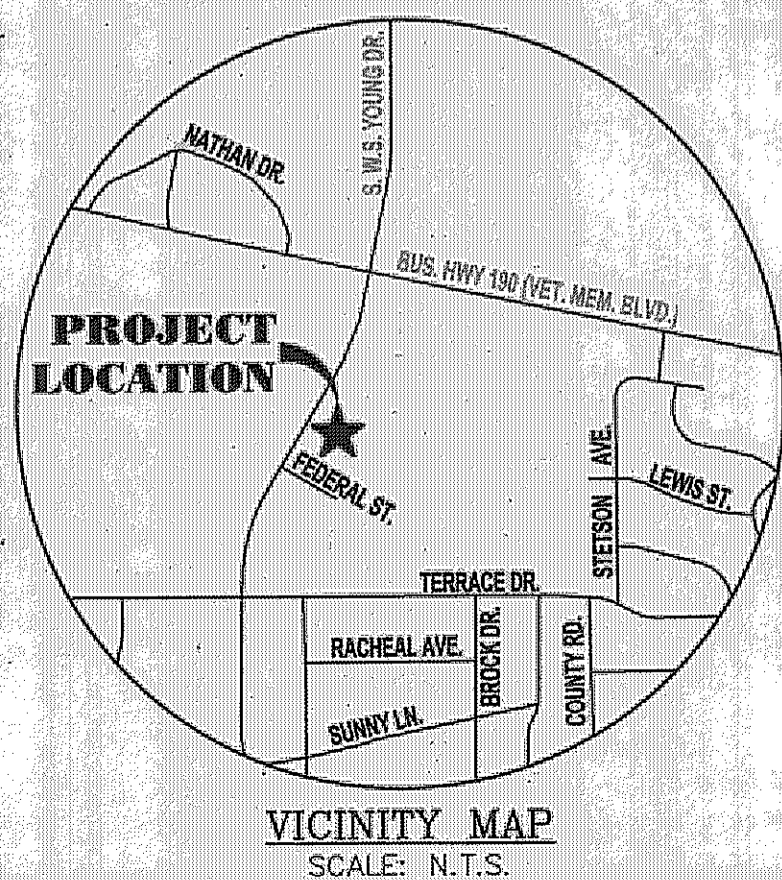 S. W.S. YOUNG DR.
NATHAN DR.
BUS. HWY 190 (VET. MEM. BLVD.)
PROJECT
LOCATION
FEDERAL ST.
STETSON AVE.
LEWIS ST.
TERRACE DR.
RACHEAL AVE.
BROCK DR.
COUNTY RD.
SUNNY LN.
VICINITY MAP
SCALE: N.T.S.